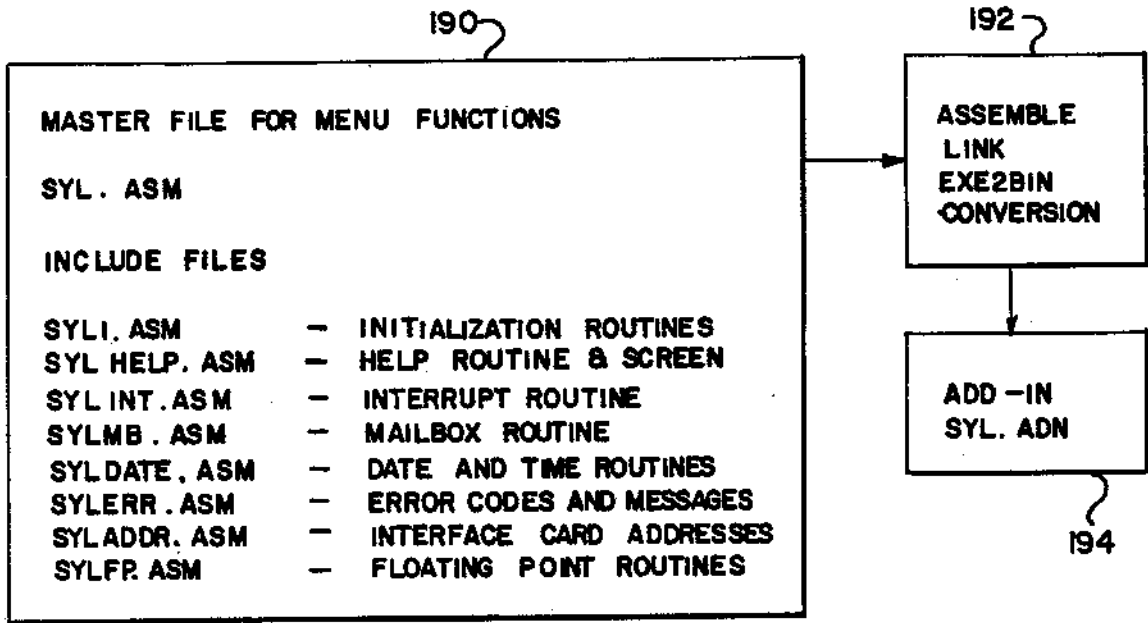 190
MASTER FILE FOR MENU FUNCTIONS
SYL. ASM
INCLUDE FILES
SYLI. ASM – INITIALIZATION ROUTINES
SYL HELP. ASM – HELP ROUTINE & SCREEN
SYL INT. ASM – INTERRUPT ROUTINE
SYLMB. ASM – MAILBOX ROUTINE
SYLDATE. ASM – DATE AND TIME ROUTINES
SYLERR. ASM – ERROR CODES AND MESSAGES
SYLADDR. ASM – INTERFACE CARD ADDRESSES
SYLFP. ASM – FLOATING POINT ROUTINES
192
ASSEMBLE
LINK
EXE2BIN
CONVERSION
ADD-IN
SYL. ADN
194